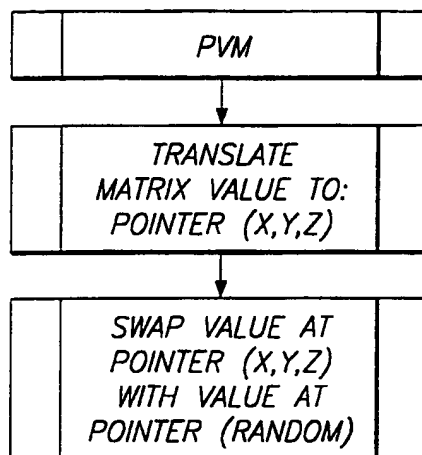 PVM
TRANSLATE
MATRIX VALUE TO:
POINTER (X,Y,Z)
SWAP VALUE AT
POINTER (X,Y,Z)
WITH VALUE AT
POINTER (RANDOM)